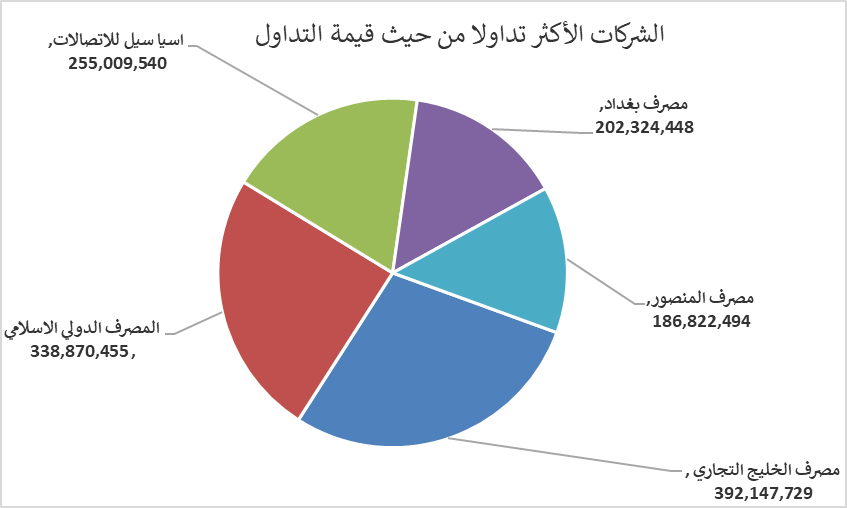 الشركات الأكثر تداولا من حيث قيمة التداول
مصرف بغداد,
202,324,448
مصرف المنصور,
186,822,494
مصرف الخليج التجاري ,
392,147,729
المصرف الدولي الاسلامي
, 338,870,455
اسيا سيل للاتصالات,
255,009,540